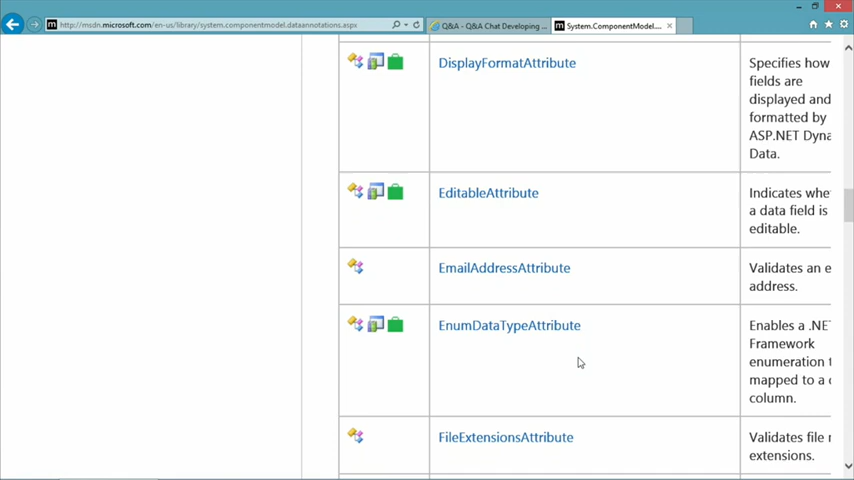 http://msdn.microsoft.com/en-us/library/system.componentmodel.dataannotations.aspx
Q&A - Q&A Chat Developing ...
System.ComponentModel....
DisplayFormatAttribute
Specifies how
fields are
displayed and
formatted by
ASP.NET Dyna
Data.
EditableAttribute
Indicates whe
a data field is
editable.
EmailAddressAttribute
Validates an e
address.
EnumDataTypeAttribute
Enables a .NET
Framework
enumeration t
mapped to a d
column.
FileExtensionsAttribute
Validates file n
extensions.